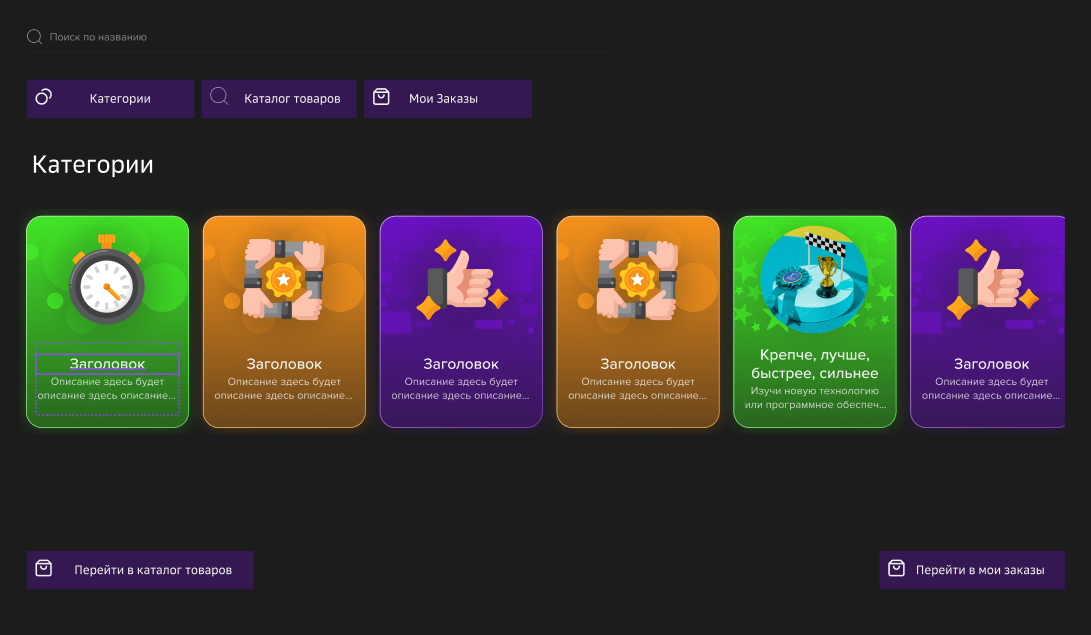 Поиск по названию
Категории
Каталог товаров
Мои Заказы
Категории
Заголовок
Описание здесь будет
описание здесь описание...
Заголовок
Описание здесь будет
описание здесь описание...
Заголовок
Описание здесь будет
описание здесь описание...
Заголовок
Описание здесь будет
описание здесь описание...
Крепче, лучше,
быстрее, сильнее
Изучи новую технологию
или программное обеспеч...
Заголовок
Описание здесь будет
описание здесь описание...
Перейти в каталог товаров
Перейти в мои заказы